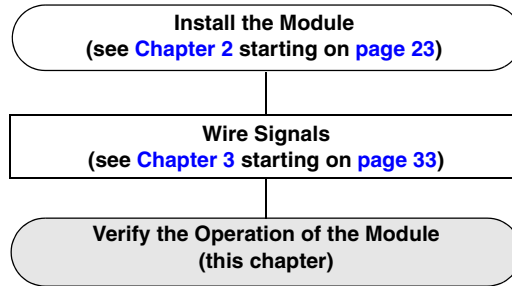 Install the Module
(see Chapter 2 starting on page 23)
Wire Signals
(see Chapter 3 starting on page 33)
Verify the Operation of the Module
(this chapter)